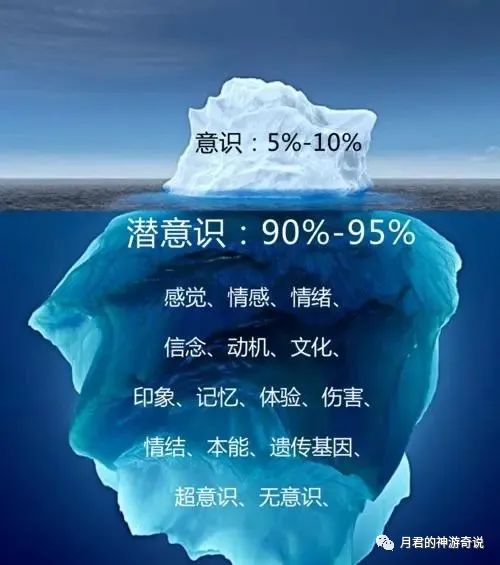 意识：5%-10%
潜意识：90%-95%
感觉、情感、情绪、
信念、动机、文化、
印象、记忆、体验、伤害、
情结、本能、遗传基因、
超意识、无意识、
月君的神游奇说